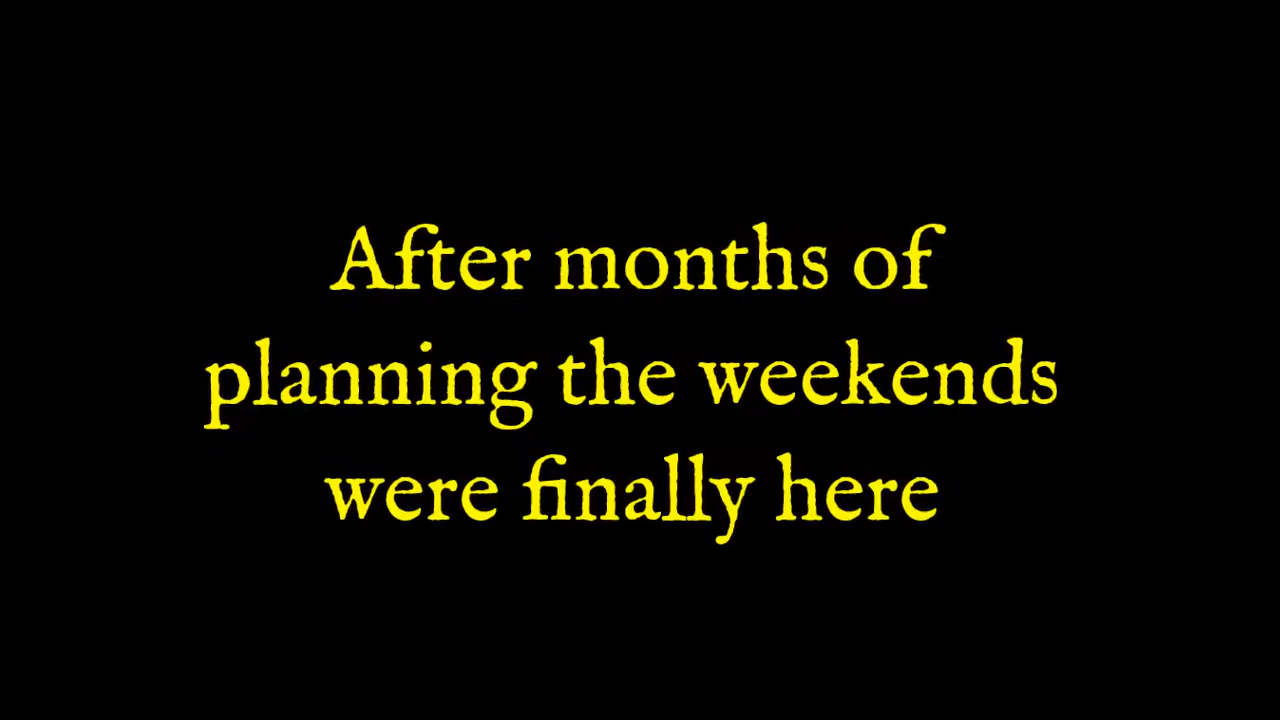 After months of
planning the weekends
were finally here